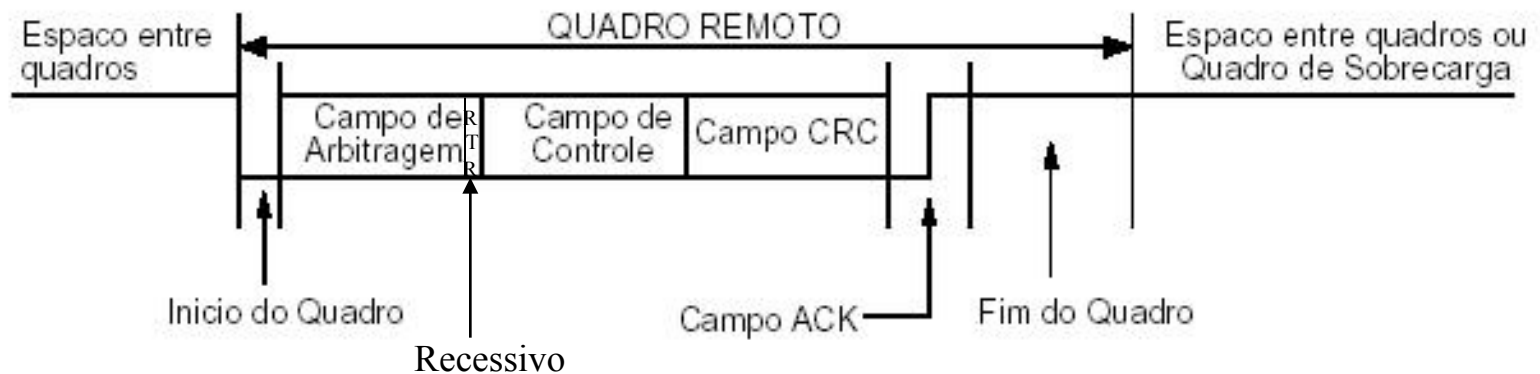 Espaco entre
quadros
QUADRO REMOTO
Espaco entre quadros ou
Quadro de Sobrecarga
Campo de
Arbitragem
RTR
Campo de
Controle
Campo CRC
Inicio do Quadro
Recessivo
Campo ACK
Fim do Quadro